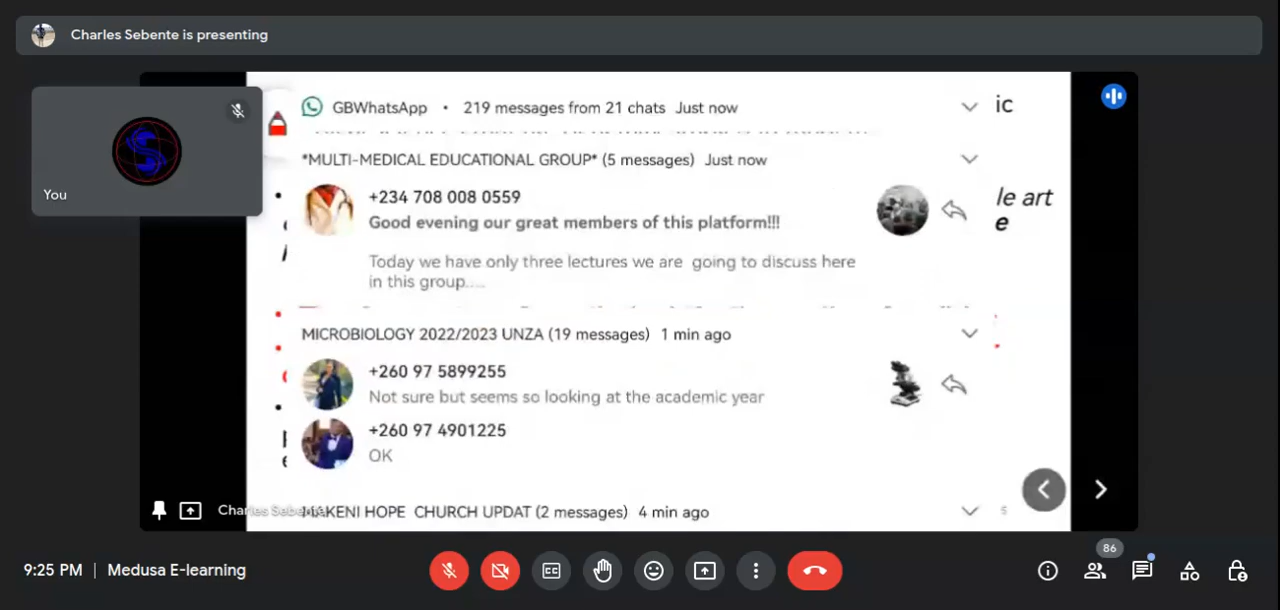 Charles Sebente is presenting
GBWhatsApp • 219 messages from 21 chats Just now
ic
*MULTI-MEDICAL EDUCATIONAL GROUP* (5 messages) Just now
+234 708 008 0559
Good evening our great members of this platform!!!
le art
e
You
Today we have only three lectures we are going to discuss here
in this group....
MICROBIOLOGY 2022/2023 UNZA (19 messages) 1 min ago
+260 97 5899255
Not sure but seems so looking at the academic year
+260 97 4901225
OK
Charles Sebente
MAKENI HOPE CHURCH UPDAT (2 messages) 4 min ago
5
86
9:25 PM | Medusa E-learning